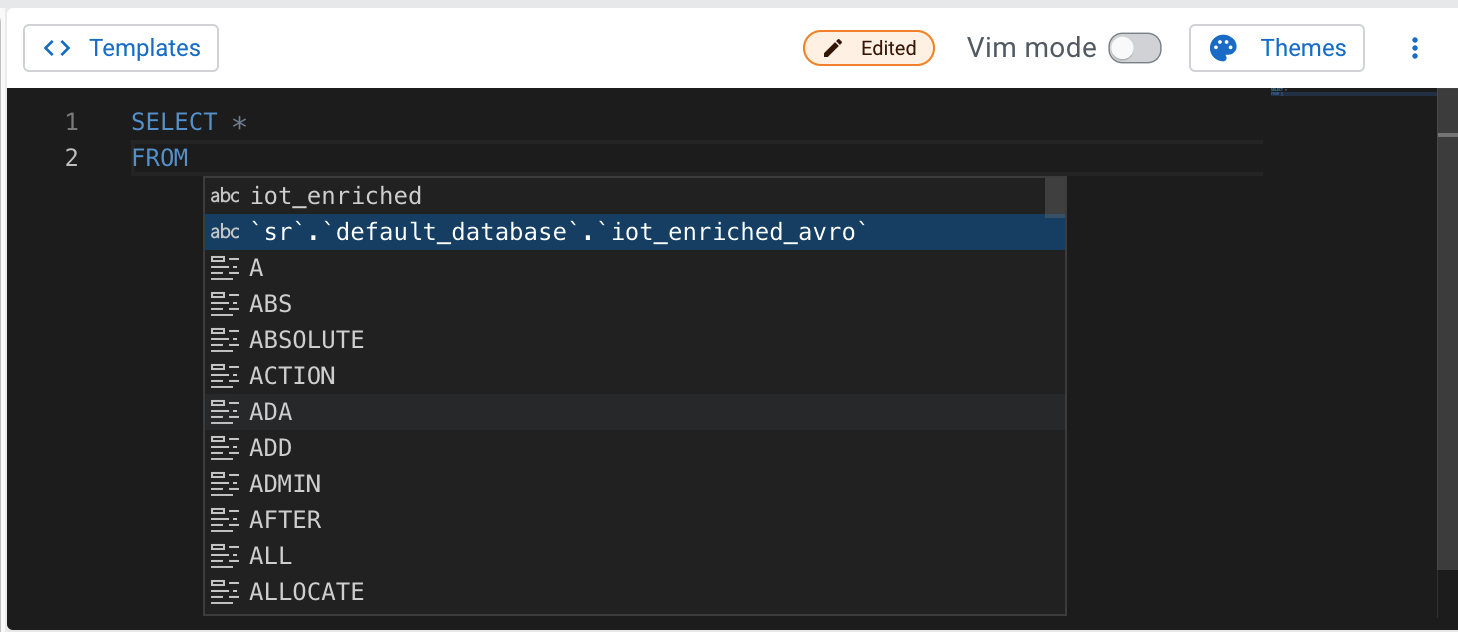 <> Templates
Edited
Vim mode
Themes
1 SELECT *
2 FROM
abc iot_enriched
abc `sr`.`default_database`.`iot_enriched_avro`
A
ABS
ABSOLUTE
ACTION
ADA
ADD
ADMIN
AFTER
ALL
ALLOCATE